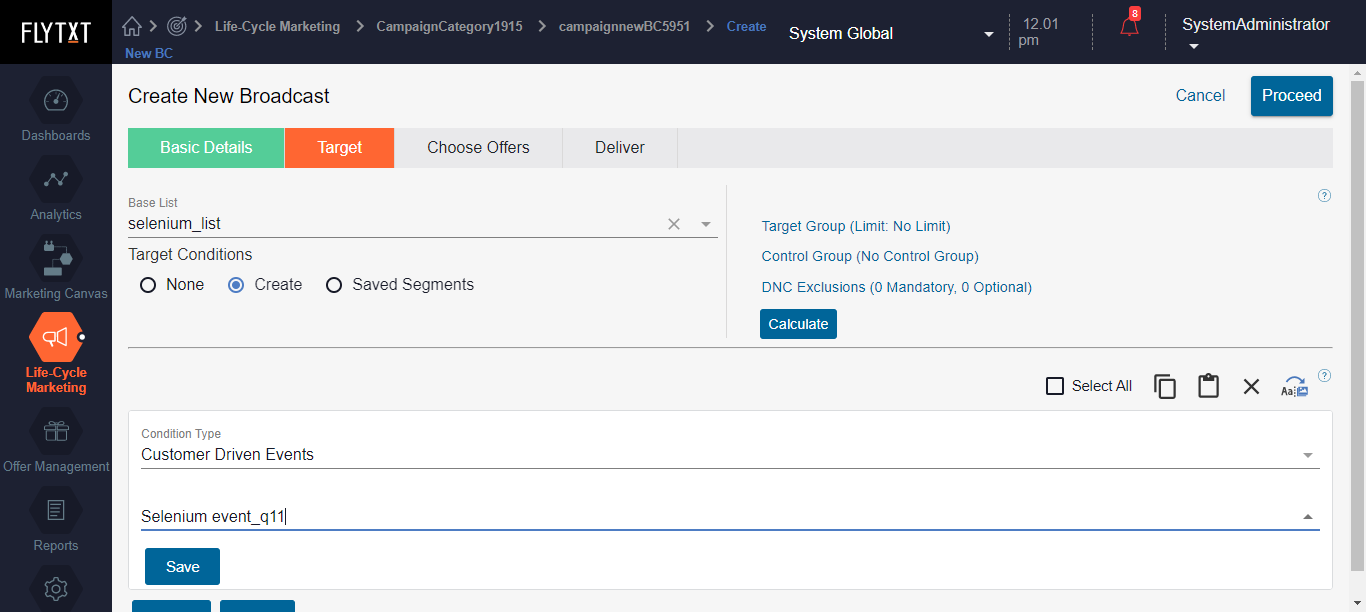 FLYTXT
Life-Cycle Marketing
CampaignCategory1915
campaignnewBC5951
Create
New BC
System Global
12.01
pm
8
SystemAdministrator
Dashboards
Analytics
Marketing Canvas
Life-Cycle
Marketing
Offer Management
Reports
Create New Broadcast
Cancel
Proceed
Basic Details
Target
Choose Offers
Deliver
Base List
selenium_list
Target Conditions
None
Create
Saved Segments
?
Target Group (Limit: No Limit)
Control Group (No Control Group)
DNC Exclusions (0 Mandatory, 0 Optional)
Calculate
Select All
Aa
?
Condition Type
Customer Driven Events
Selenium event_q11
Save